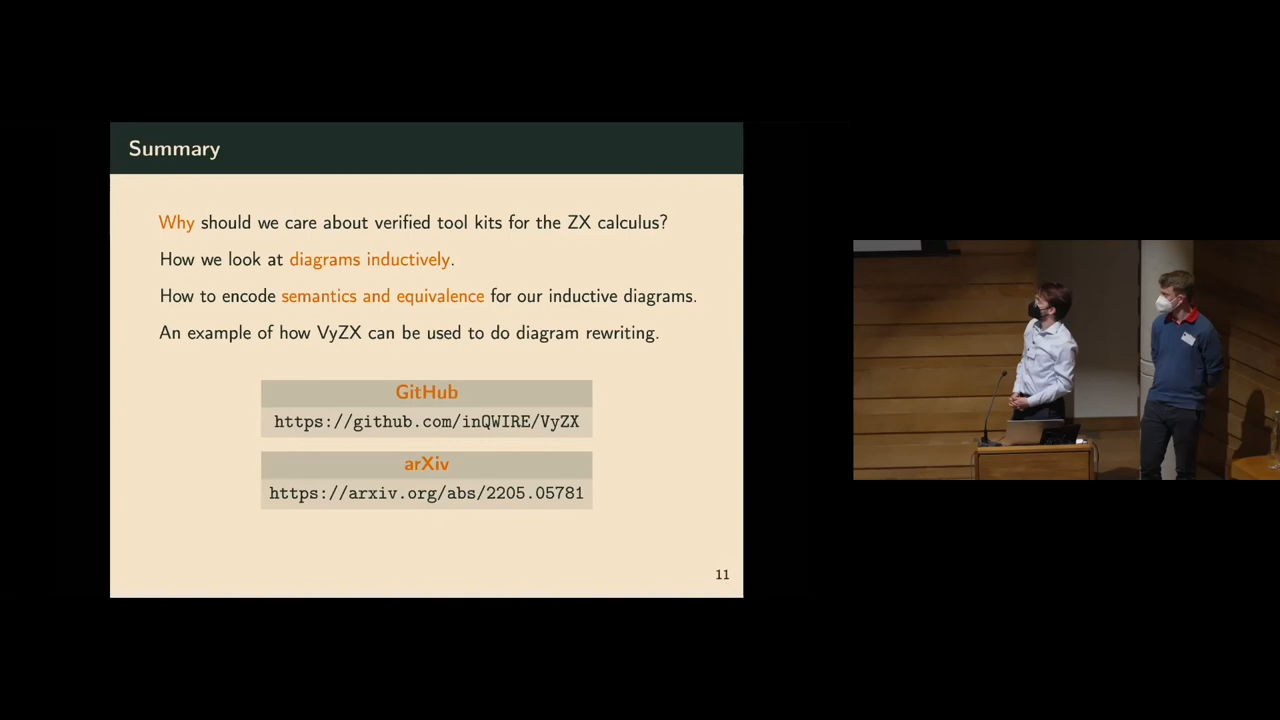 Summary
Why should we care about verified tool kits for the ZX calculus?
How we look at diagrams inductively.
How to encode semantics and equivalence for our inductive diagrams.
An example of how VyZX can be used to do diagram rewriting.
GitHub
https://github.com/inQWIRE/VyZX
arXiv
https://arxiv.org/abs/2205.05781
11